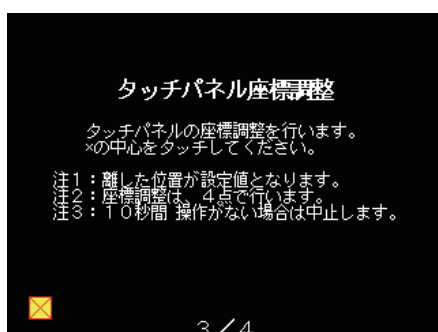 タッチパネル座標調整
タッチパネルの座標調整を行います。
×の中心をタッチしてください。
注1：離した位置が設定値となります。
注2：座標調整は、4点で行います。
注3：10秒間 操作がない場合は中止します。
3／4